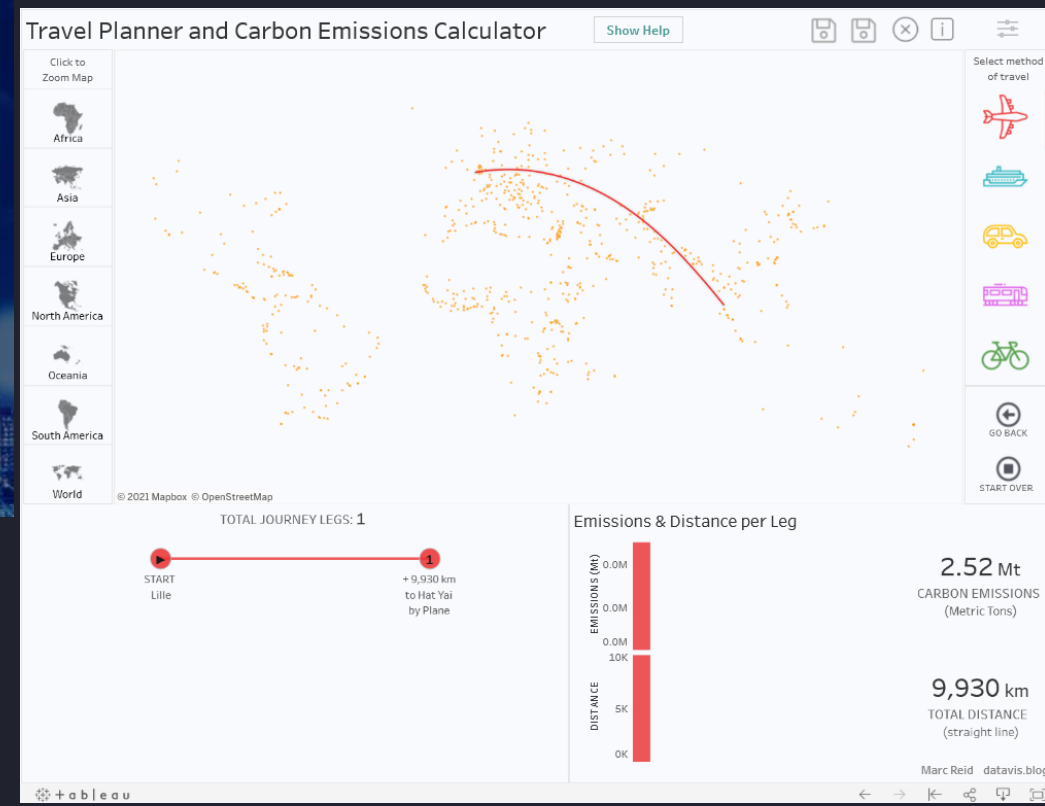 Travel Planner and Carbon Emissions Calculator
Show Help
Click to
Zoom Map
Africa
Asia
Europe
North America
Oceania
South America
World
Select method
of travel
GO BACK
START OVER
© 2021 Mapbox © OpenStreetMap
TOTAL JOURNEY LEGS: 1
1
START
Lille
+ 9,930 km
to Hat Yai
by Plane
Emissions & Distance per Leg
EMISSIONS (Mt)
0.0M
0.0M
0.0M
DISTANCE
10K
5K
0K
2.52 Mt
CARBON EMISSIONS
(Metric Tons)
9,930 km
TOTAL DISTANCE
(straight line)
Marc Reid datavis.blog
+ a b l e a u